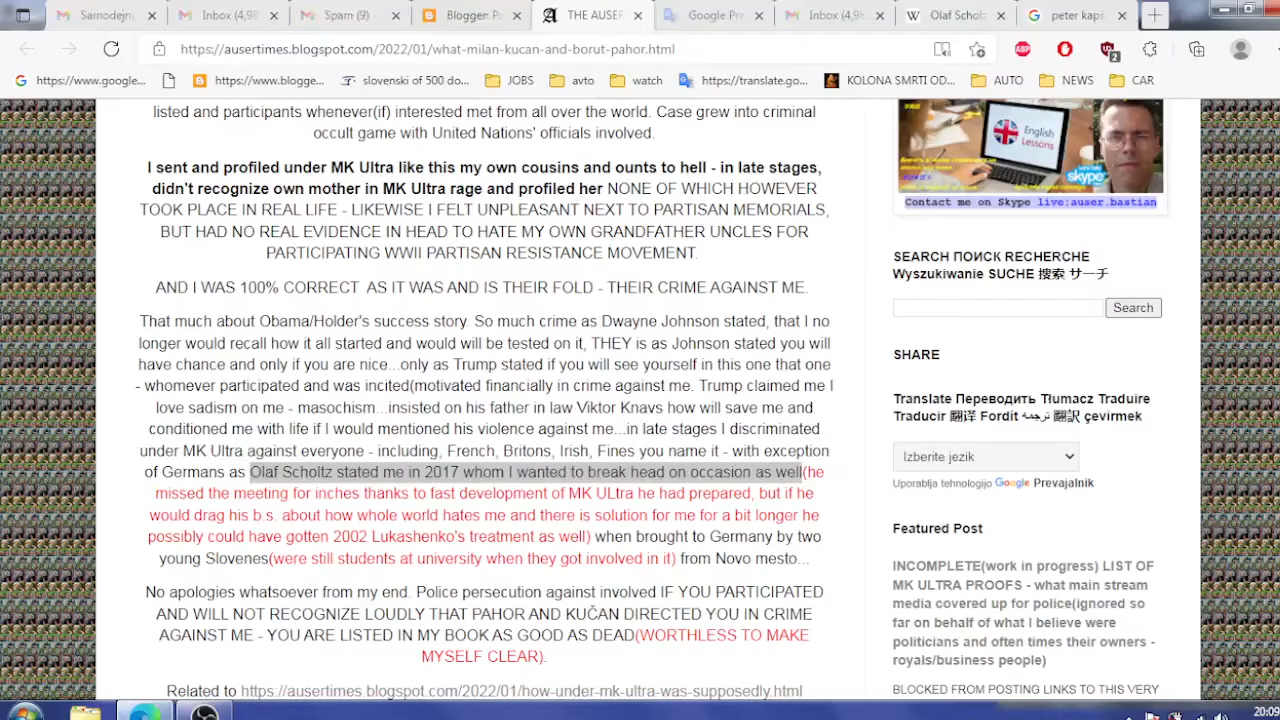 Samodejn
Inbox (4,98
Spam (9)
Blogger: Po
THE AUSER
Google Pre
Inbox (4,9%
Olaf Schol
peter kap
https://ausertimes.blogspot.com/2022/01/what-milan-kucan-and-borut-pahor.html
ABP
2
https://www.google...
https://www.blogge...
slovenski of 500 do...
JOBS
avto
watch
https://translate.go...
KOLONA SMRTI OD...
AUTO
NEWS
CAR
listed and participants whenever(if) interested met from all over the world. Case grew into criminal
occult game with United Nations' officials involved.
I sent and profiled under MK Ultra like this my own cousins and ounts to hell - in late stages,
didn't recognize own mother in MK Ultra rage and profiled her NONE OF WHICH HOWEVER
TOOK PLACE IN REAL LIFE - LIKEWISE I FELT UNPLEASANT NEXT TO PARTISAN MEMORIALS,
BUT HAD NO REAL EVIDENCE IN HEAD TO HATE MY OWN GRANDFATHER UNCLES FOR
PARTICIPATING WWII PARTISAN RESISTANCE MOVEMENT.
AND I WAS 100% CORRECT AS IT WAS AND IS THEIR FOLD - THEIR CRIME AGAINST ME.
That much about Obama/Holder's success story. So much crime as Dwayne Johnson stated, that I no
longer would recall how it all started and would will be tested on it, THEY is as Johnson stated you will
have chance and only if you are nice...only as Trump stated if you will see yourself in this one that one
- whomever participated and was incited(motivated financially in crime against me. Trump claimed me I
love sadism on me - masochism...insisted on his father in law Viktor Knavs how will save me and
conditioned me with life if I went mentioned his violence against me...in late stages I discriminated
under MK Ultra against everyone - including, French, Britons, Irish, Fines you name it - with exception
of Germans as Olaf Scholtz stated me in 2017 whom I wanted to break head on occasion as well(he
missed the meeting for inches thanks to fast development of MK ULtra he had prepared, but if he
would drag his b.s. about how whole world hates me and there is solution for me for a bit longer he
possibly could have gotten 2002 Lukashenko's treatment as well) when brought to Germany by two
young Slovenes(were still students at university when they got involved in it) from Novo mesto...
No apologies whatsoever from my end. Police persecution against involved IF YOU PARTICIPATED
AND WILL NOT RECOGNIZE LOUDLY THAT PAHOR AND KUČAN DIRECTED YOU IN CRIME
AGAINST ME - YOU ARE LISTED IN MY BOOK AS GOOD AS DEAD(WORTHLESS TO MAKE
MYSELF CLEAR).
Related to https://ausertimes.blogspot.com/2022/01/how-under-mk-ultra-was-supposedly.html
English
Lessons
skype
Contact me on Skype live:auser.bastian
SEARCH ПОИСК RECHERCHE
Wyszukiwanie SUCHE 搜索 サーチ
Search
SHARE
Translate Переводить Tłumacz Traduire
Traducir 翻译 Fordít ترجمه 翻訳 çevirmek
Izberite jezik
Uporablja tehnologijo Google Prevajalnik
Featured Post
INCOMPLETE(work in progress) LIST OF
MK ULTRA PROOFS - what main stream
media covered up for police(ignored so
far on behalf of what I believe were
politicians and often times their owners -
royals/business people)
BLOCKED FROM POSTING LINKS TO THIS VERY
20:09